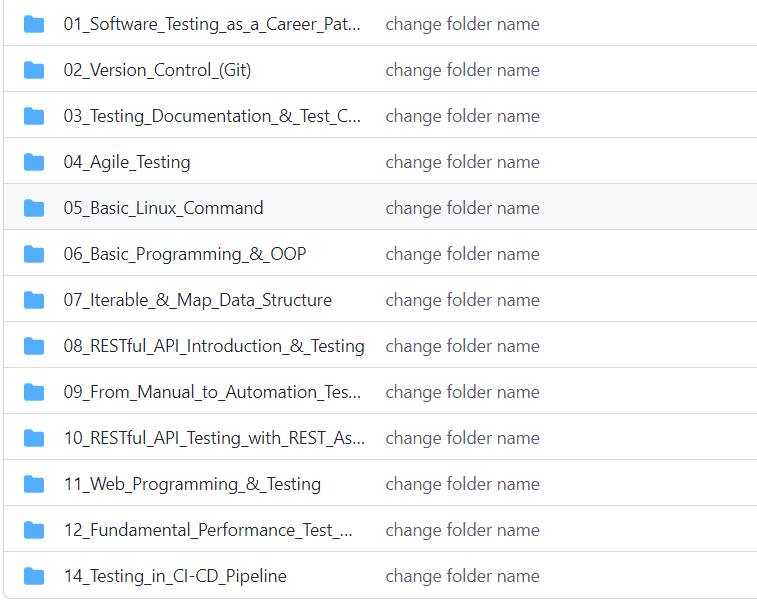 01_Software_Testing_as_a_Career_Pat... change folder name
02_Version_Control_(Git) change folder name
03_Testing_Documentation_&_Test_C... change folder name
04_Agile_Testing change folder name
05_Basic_Linux_Command change folder name
06_Basic_Programming_&_OOP change folder name
07_Iterable_&_Map_Data_Structure change folder name
08_RESTful_API_Introduction_&_Testing change folder name
09_From_Manual_to_Automation_Tes... change folder name
10_RESTful_API_Testing_with_REST_As... change folder name
11_Web_Programming_&_Testing change folder name
12_Fundamental_Performance_Test_... change folder name
14_Testing_in_CI-CD_Pipeline change folder name